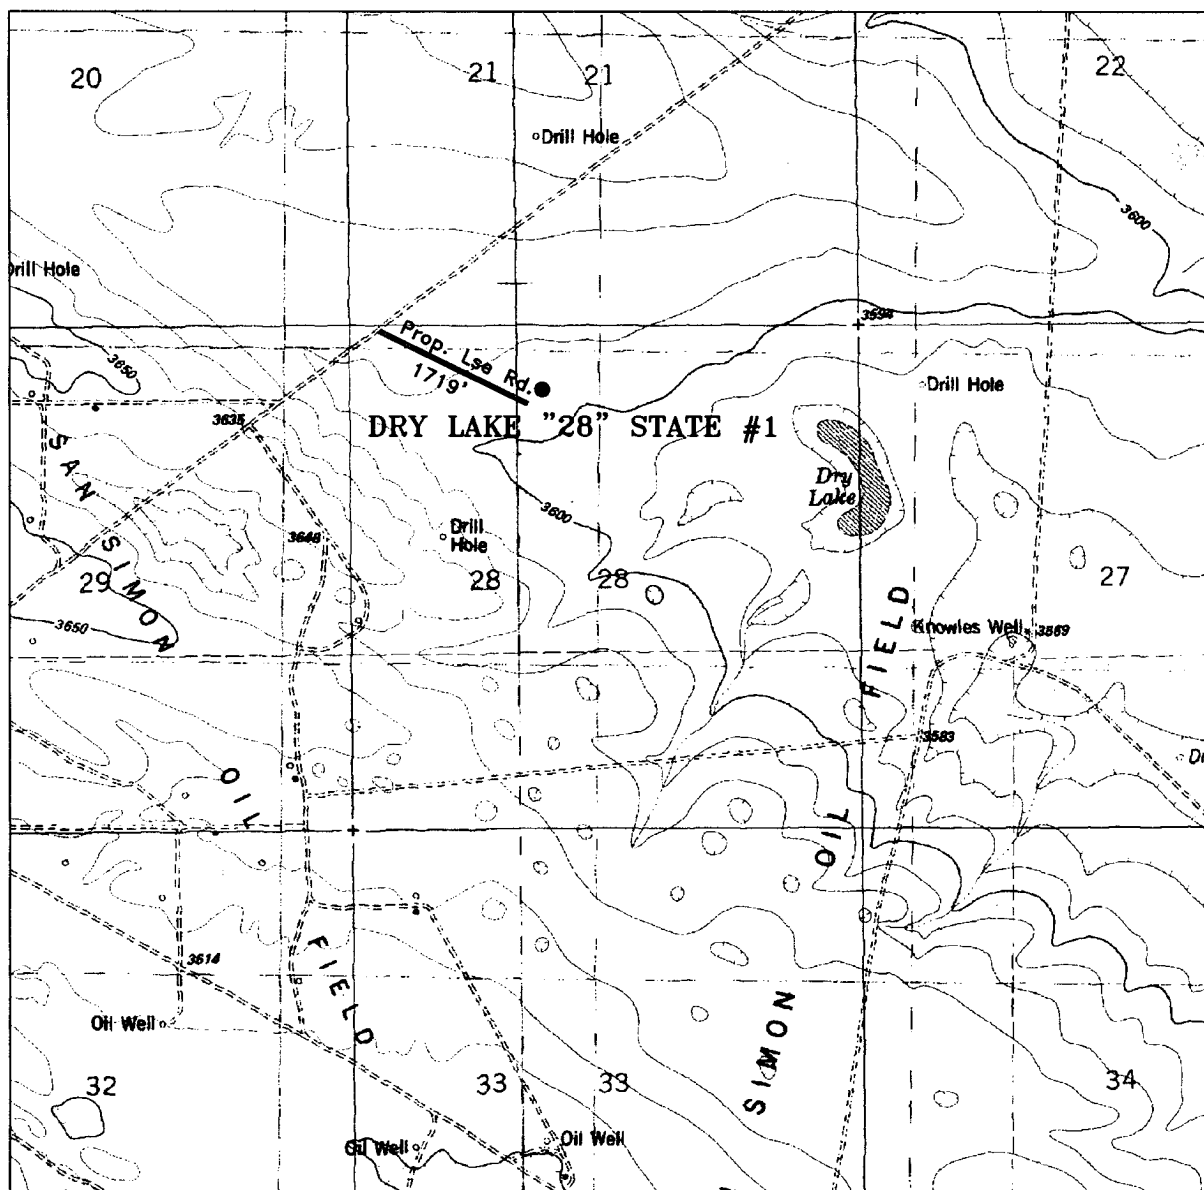 20
21
21
22
Drill Hole
3600
Drill Hole
3594
Prop. Lse Rd.
1719'
3650
Drill Hole
3635
DRY LAKE "28" STATE #1
SAN SIMON
Dry
Lake
3600
Drill
Hole
3648
29
28
28
27
3650
Knowles Well
3569
FIELD
3583
OIL
OIL
FIELD
3614
Oil Well
SIMON
32
33
33
34
Oil Well
Oil Well